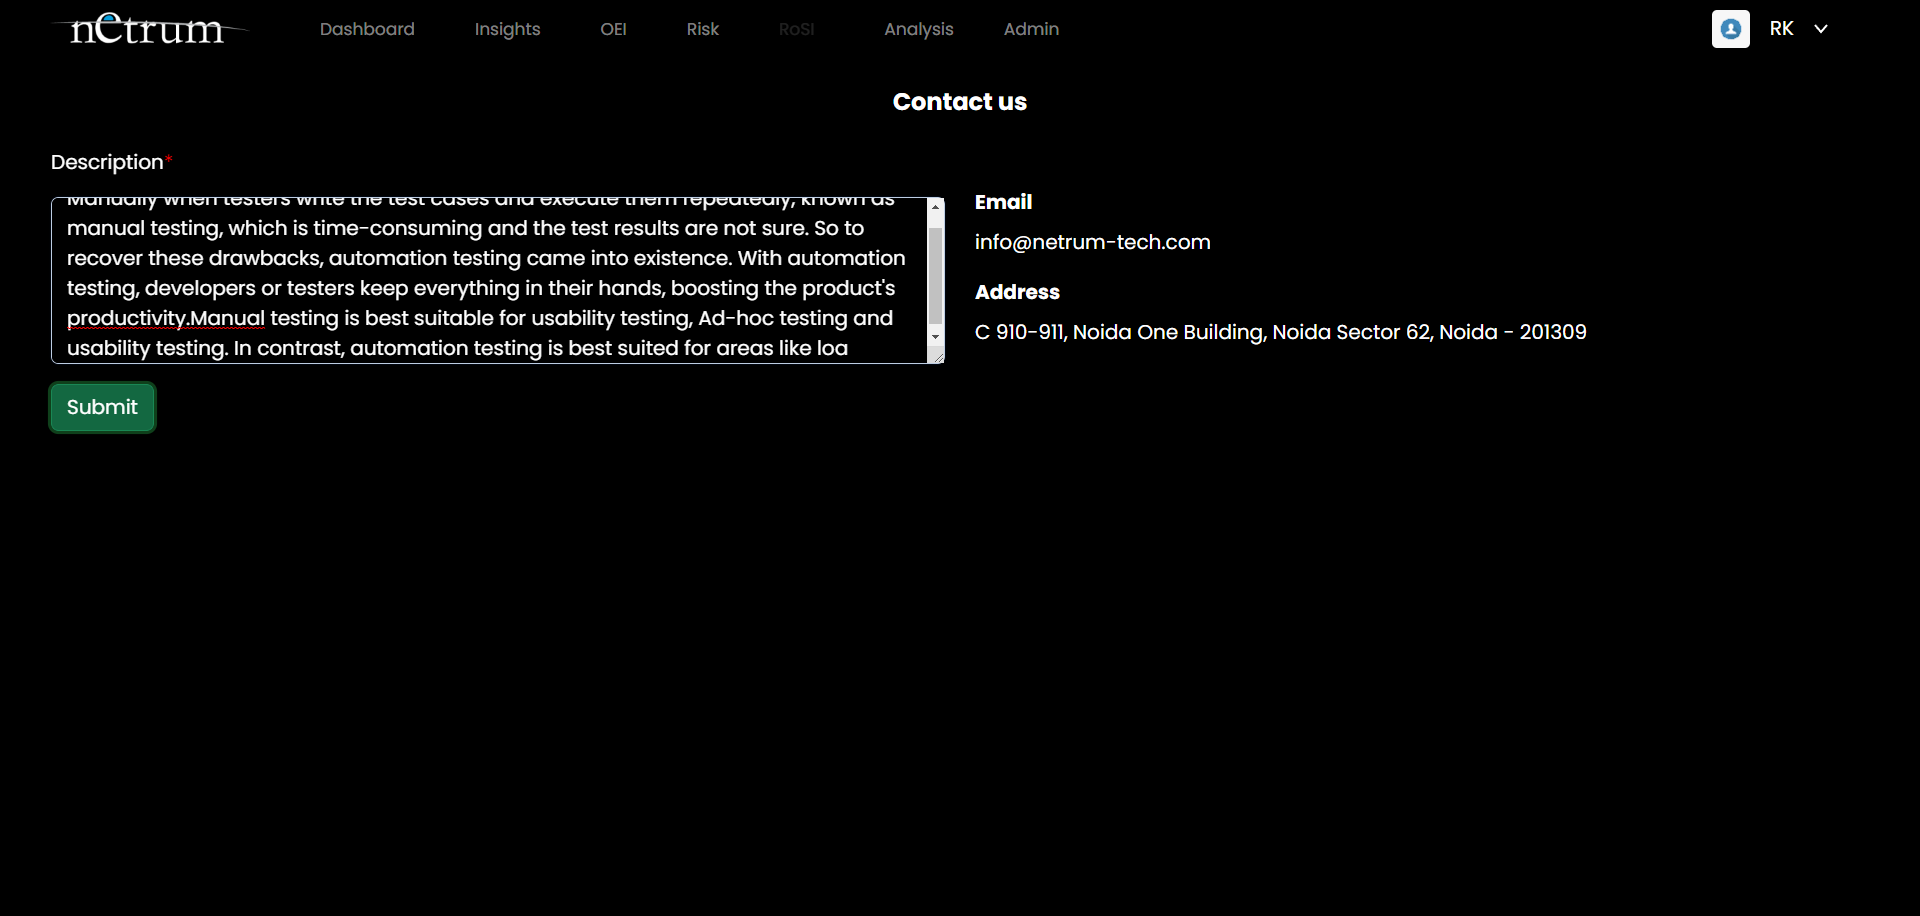 netrum
Dashboard Insights OEI Risk RoSI Analysis Admin
RK
Contact us
Description*
Manually when testers write the test cases and execute them repeatedly, known as
manual testing, which is time-consuming and the test results are not sure. So to
recover these drawbacks, automation testing came into existence. With automation
testing, developers or testers keep everything in their hands, boosting the product's
productivity.Manual testing is best suitable for usability testing, Ad-hoc testing and
usability testing. In contrast, automation testing is best suited for areas like loa
Submit
Email
info@netrum-tech.com
Address
C 910-911, Noida One Building, Noida Sector 62, Noida - 201309